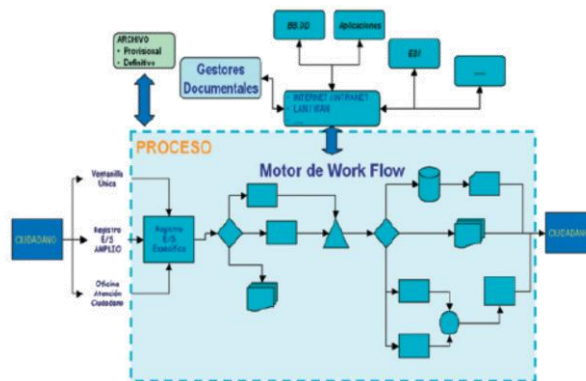 BB.DD
Aplicaciones
ARCHIVO
• Provisional
• Definitivo
EDI
Gestores
Documentales
......
• INTERNET / INTRANET
• LAN / WAN
• ....
PROCESO
Motor de Work Flow
Ventanilla
Única
CIUDADANO
Registro
E/S
AMPLIO
Registro
E/S
Específico
CIUDADANO
Oficina
Atención
Ciudadano